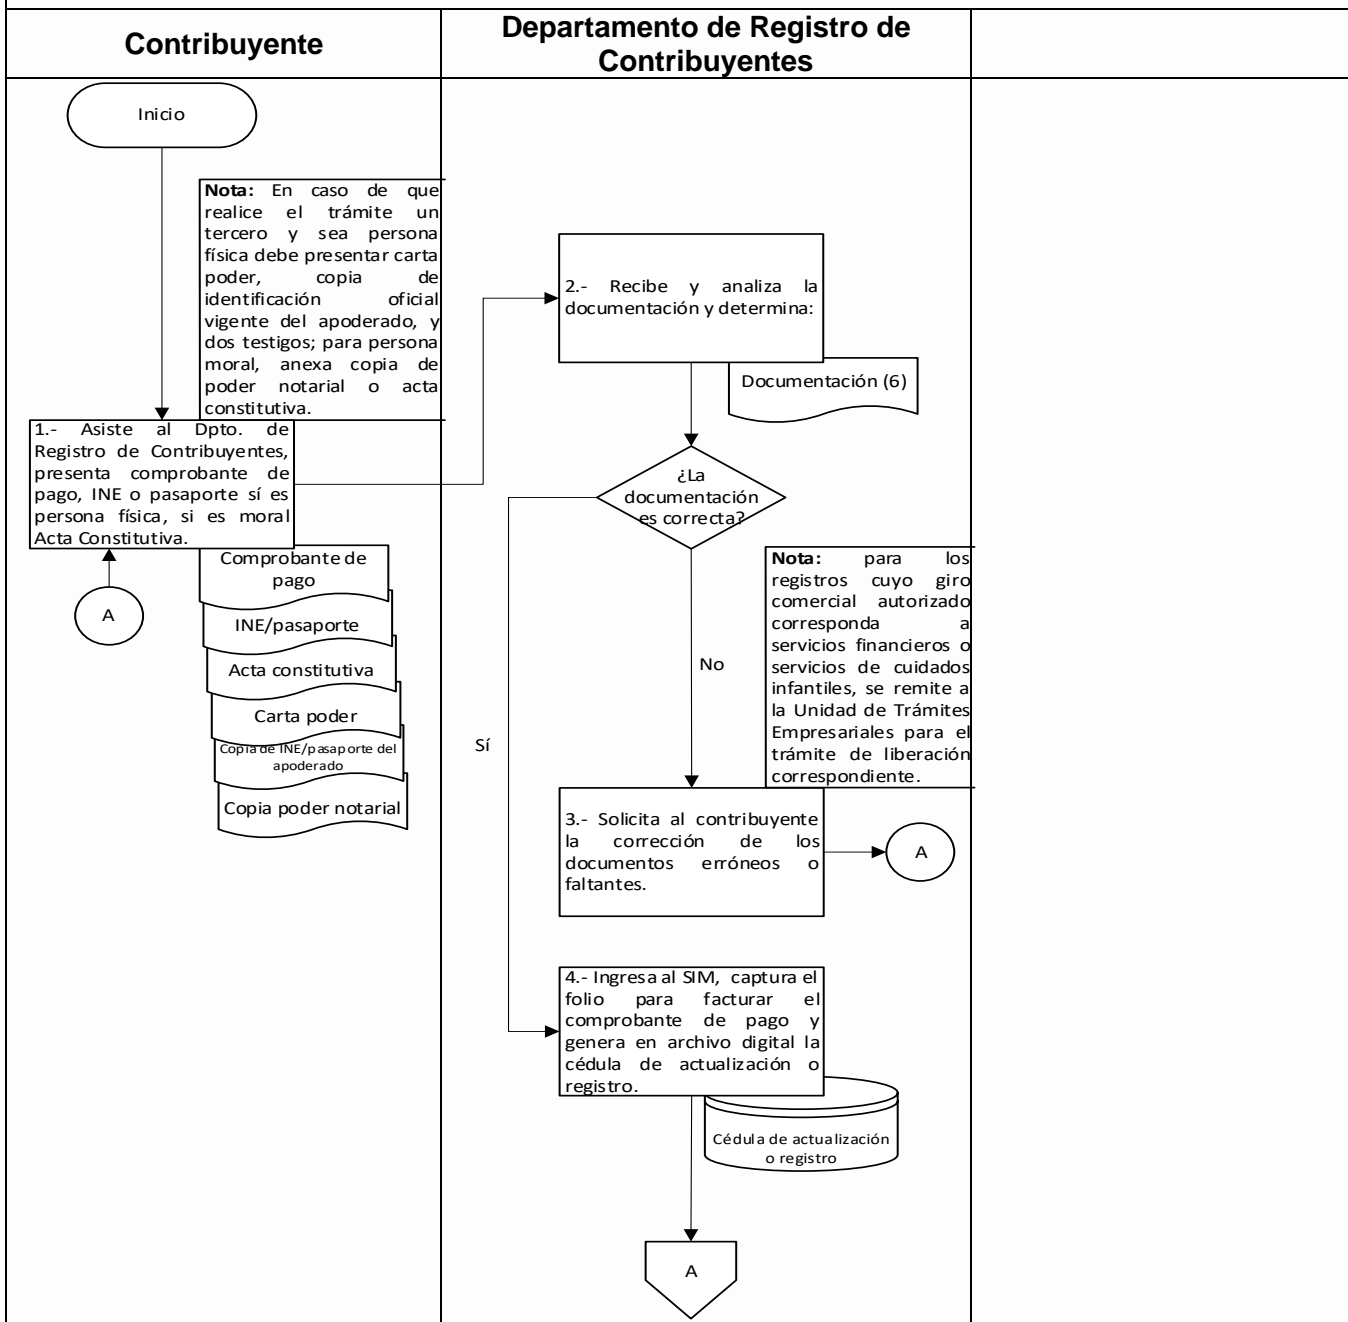 Contribuyente
Departamento de Registro de
Contribuyentes
Inicio
Nota: En caso de que
realice el trámite un
tercero y sea persona
física debe presentar carta
poder, copia de
identificación oficial
vigente del apoderado, y
dos testigos; para persona
moral, anexa copia de
poder notarial o acta
constitutiva.
1.- Asiste al Dpto. de
Registro de Contribuyentes,
presenta comprobante de
pago, INE o pasaporte sí es
persona física, si es moral
Acta Constitutiva.
A
Comprobante de
pago
INE/pasaporte
Acta constitutiva
Carta poder
Copia de INE/pasaporte del
apoderado
Copia poder notarial
2.- Recibe y analiza la
documentación y determina:
Documentación (6)
¿La
documentación
es correcta?
No
Sí
Nota: para los
registros cuyo giro
comercial autorizado
corresponda a
servicios financieros o
servicios de cuidados
infantiles, se remite a
la Unidad de Trámites
Empresariales para el
trámite de liberación
correspondiente.
3.- Solicita al contribuyente
la corrección de los
documentos erróneos o
faltantes.
A
4.- Ingresa al SIM, captura el
folio para facturar el
comprobante de pago y
genera en archivo digital la
cédula de actualización o
registro.
Cédula de actualización
o registro
A